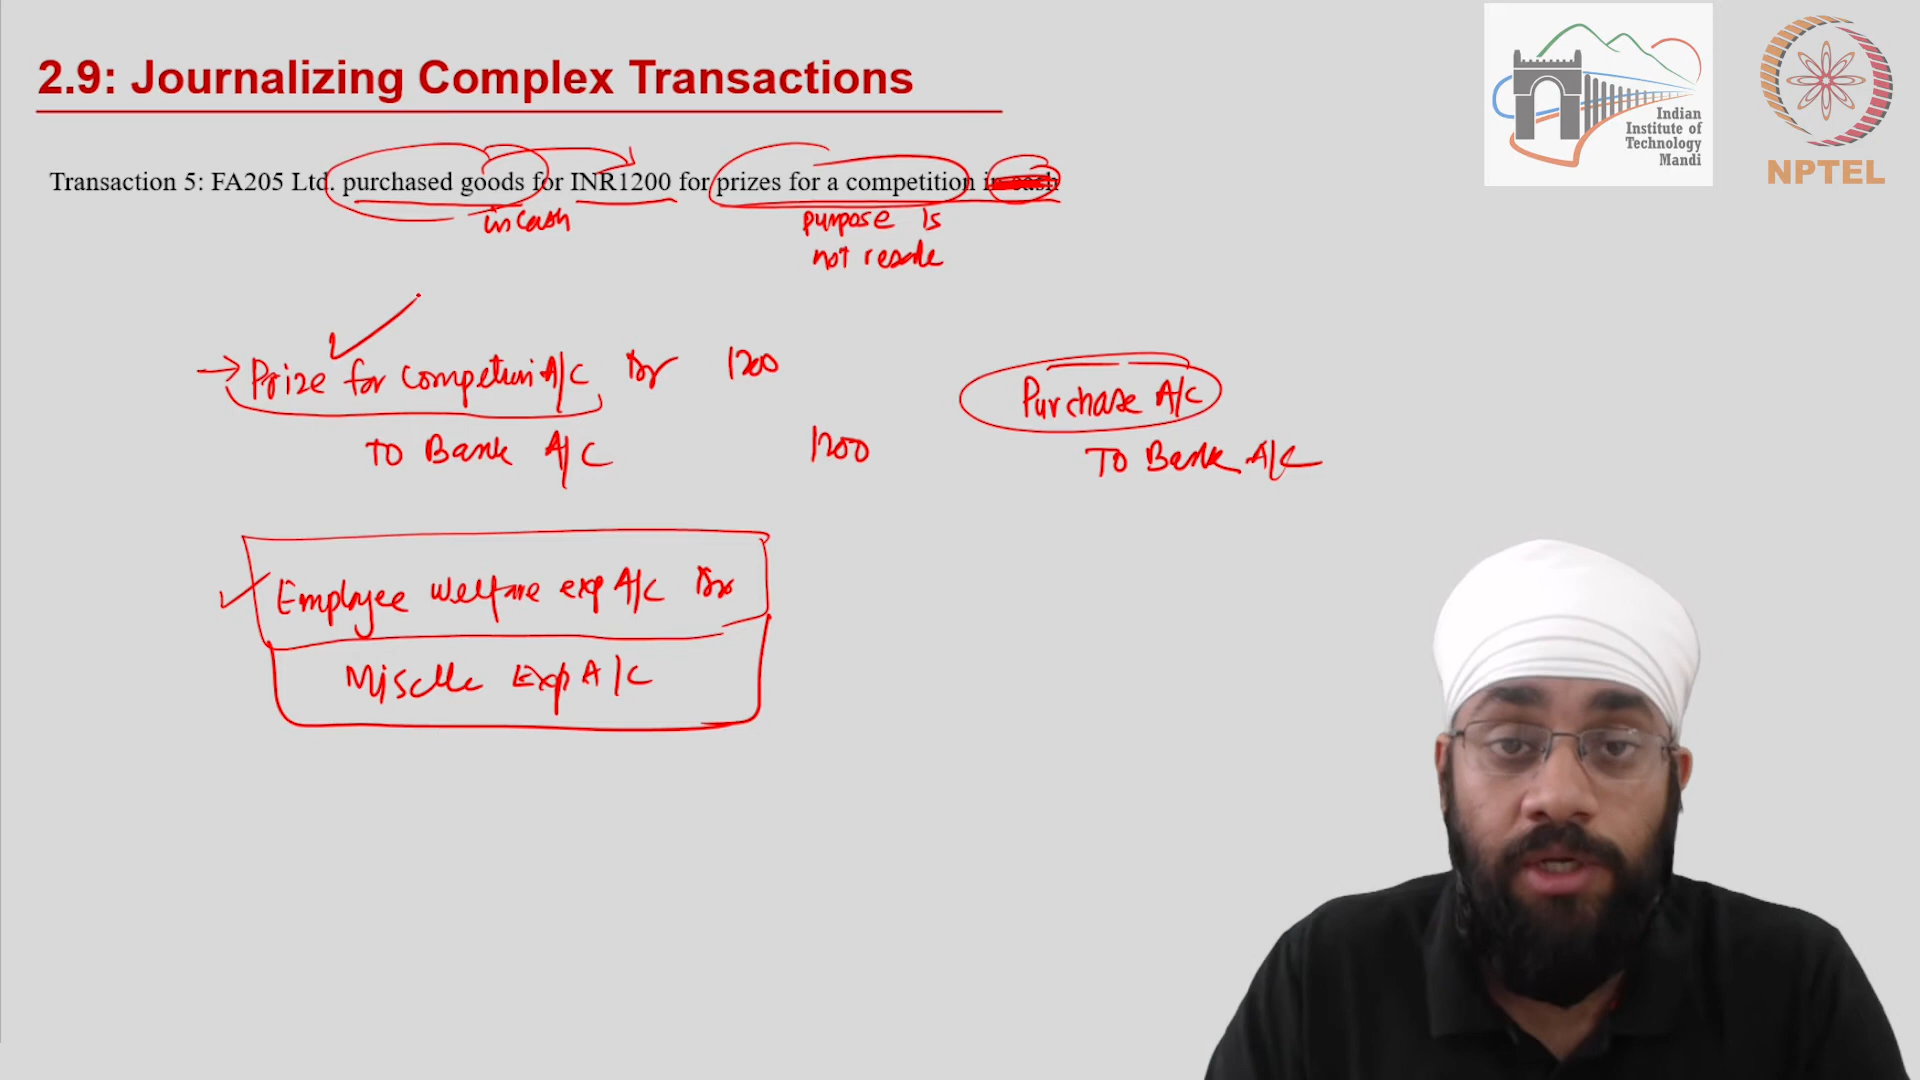 2.9: Journalizing Complex Transactions
Indian
Institute of
Technology
Mandi
NPTEL
Transaction 5: FA205 Ltd. purchased goods for INR1200 for prizes for a competition in cash
in cash
purpose is
not resale
Prize for A/C Dr 1200
To Bank A/C 1200
Purchase A/C
To Bank A/C
Employee welfare exp A/C Dr
Exp A/C